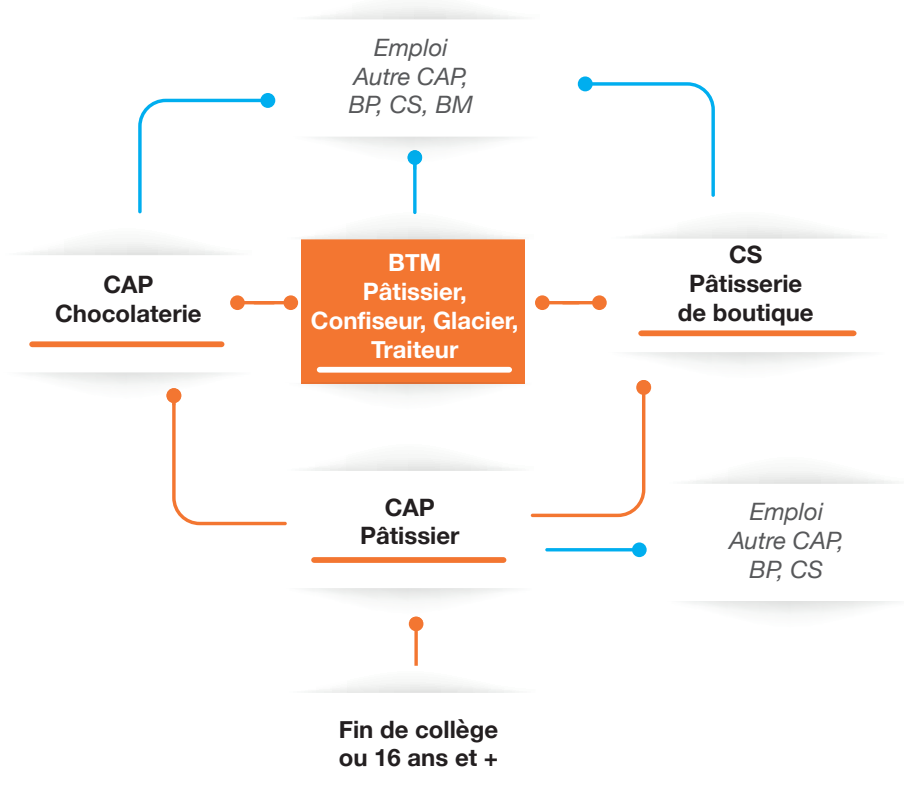 Emploi
Autre CAP,
BP, CS, BM
CAP
Chocolaterie
BTM
Pâtissier,
Confiseur, Glacier,
Traiteur
CS
Pâtisserie
de boutique
CAP
Pâtissier
Emploi
Autre CAP,
BP, CS
Fin de collège
ou 16 ans et +